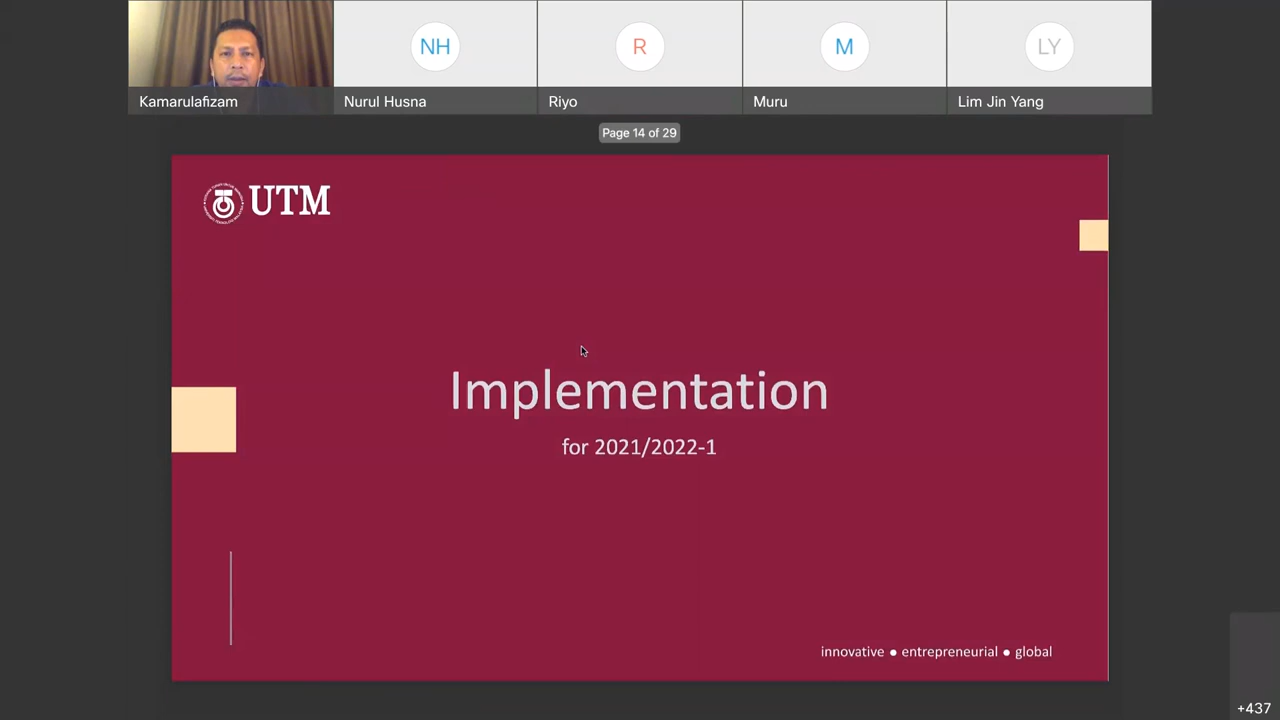 NH
R
M
LY
Kamarulafizam
Nurul Husna
Riyo
Muru
Lim Jin Yang
Page 14 of 29
UTM
Implementation
for 2021/2022-1
innovative ● entrepreneurial ● global
+437